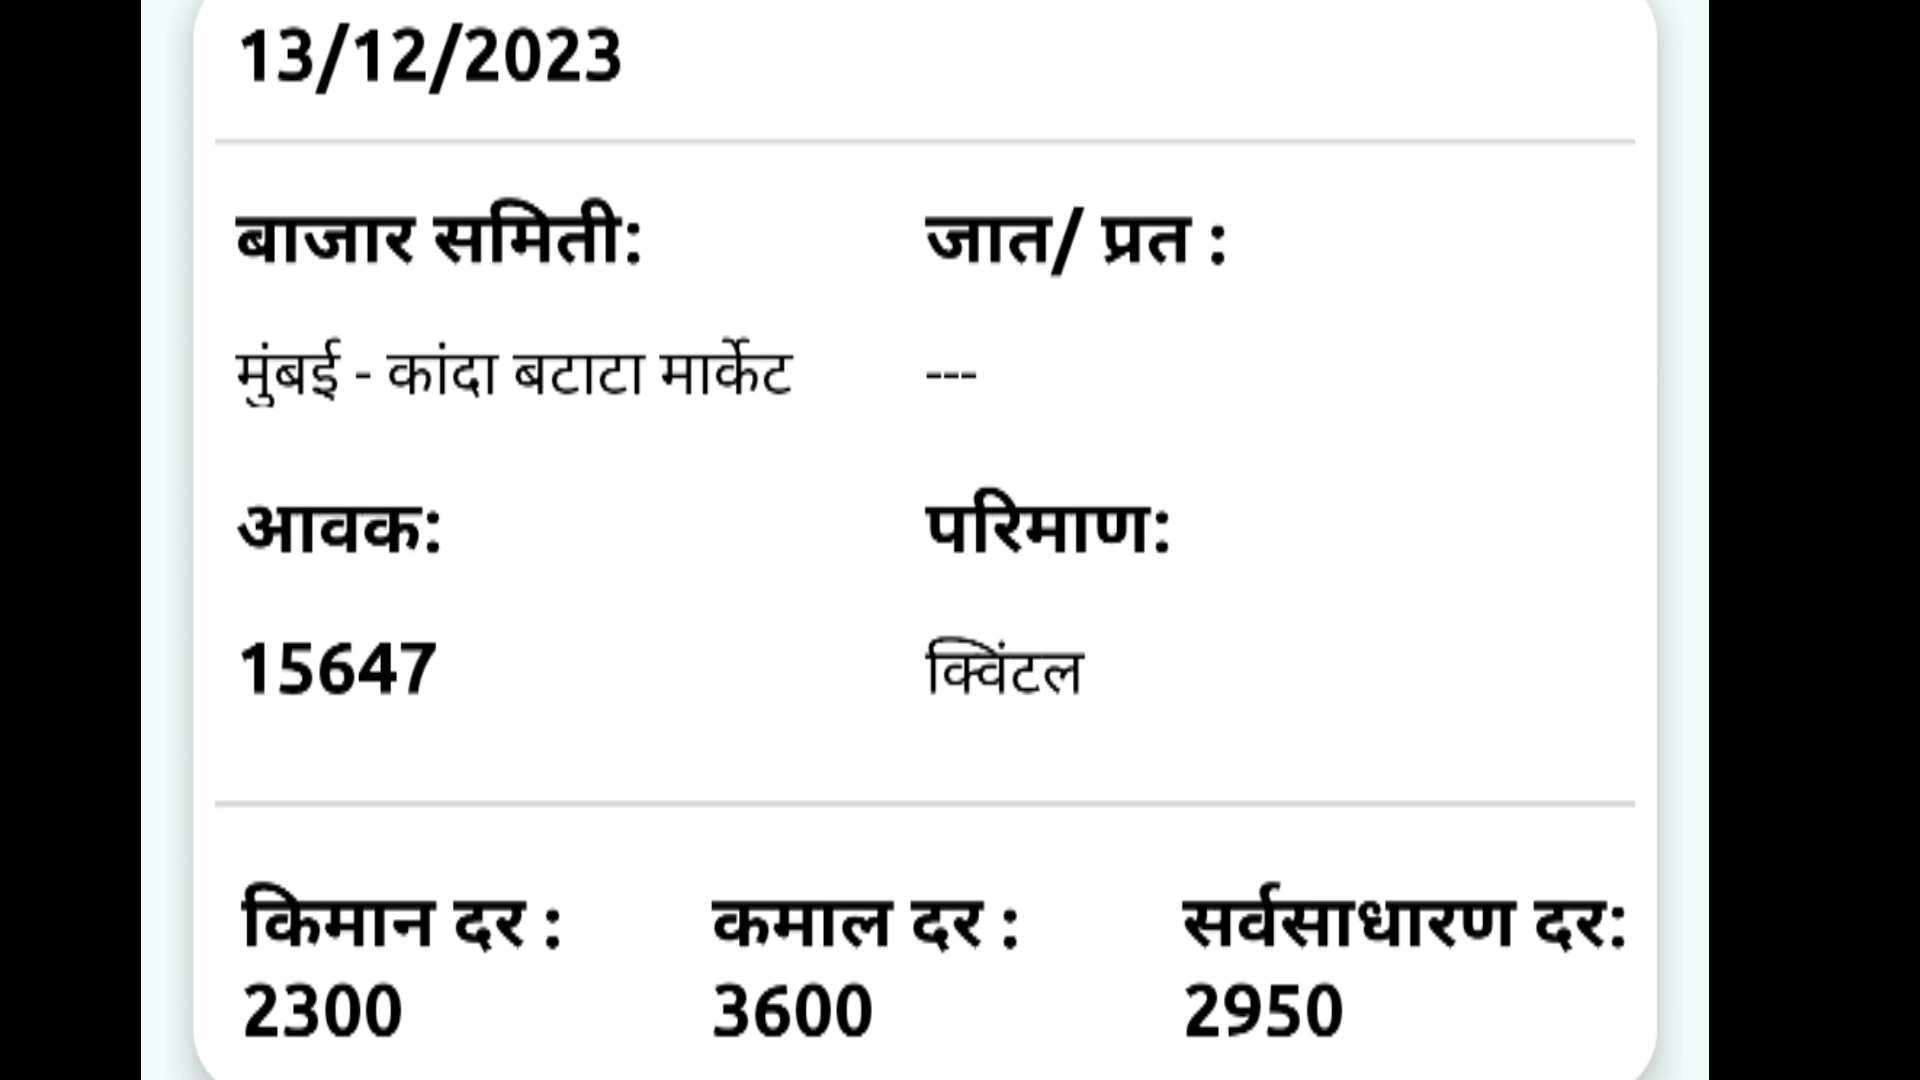 13/12/2023
बाजार समिती: जात/ प्रत :
मुंबई - कांदा बटाटा मार्केट ---
आवक: परिमाण:
15647 क्विंटल
किमान दर : कमाल दर : सर्वसाधारण दर:
2300 3600 2950